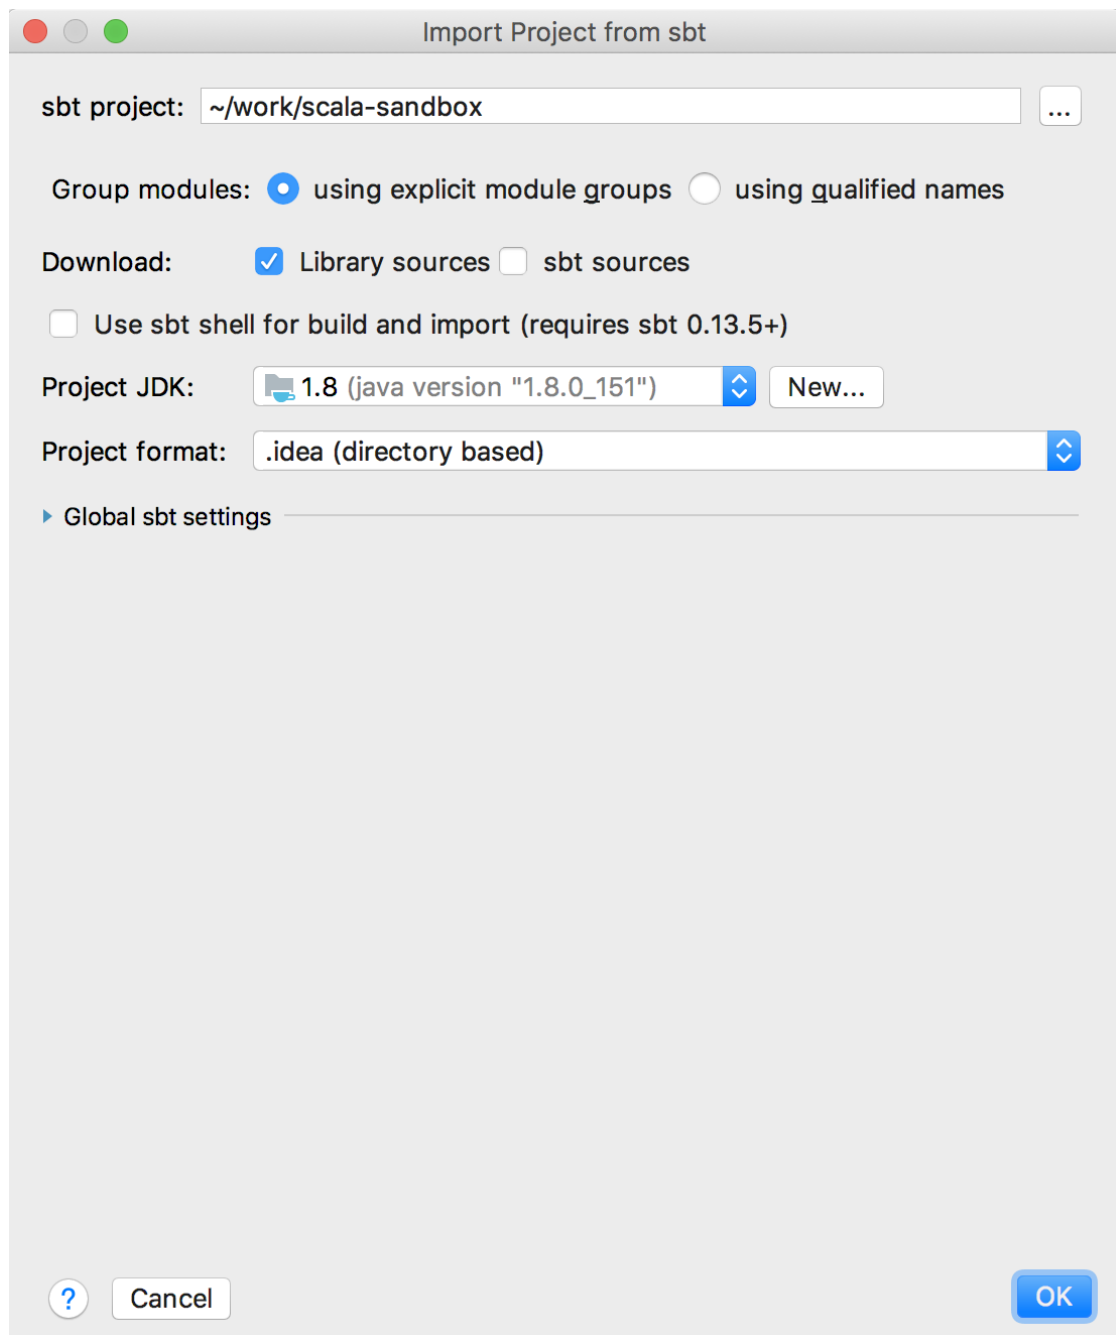 Import Project from sbt
sbt project: ~/work/scala-sandbox ...
Group modules: using explicit module groups using qualified names
Download: Library sources sbt sources
Use sbt shell for build and import (requires sbt 0.13.5+)
Project JDK: 1.8 (java version "1.8.0_151") New...
Project format: .idea (directory based)
Global sbt settings
? Cancel OK